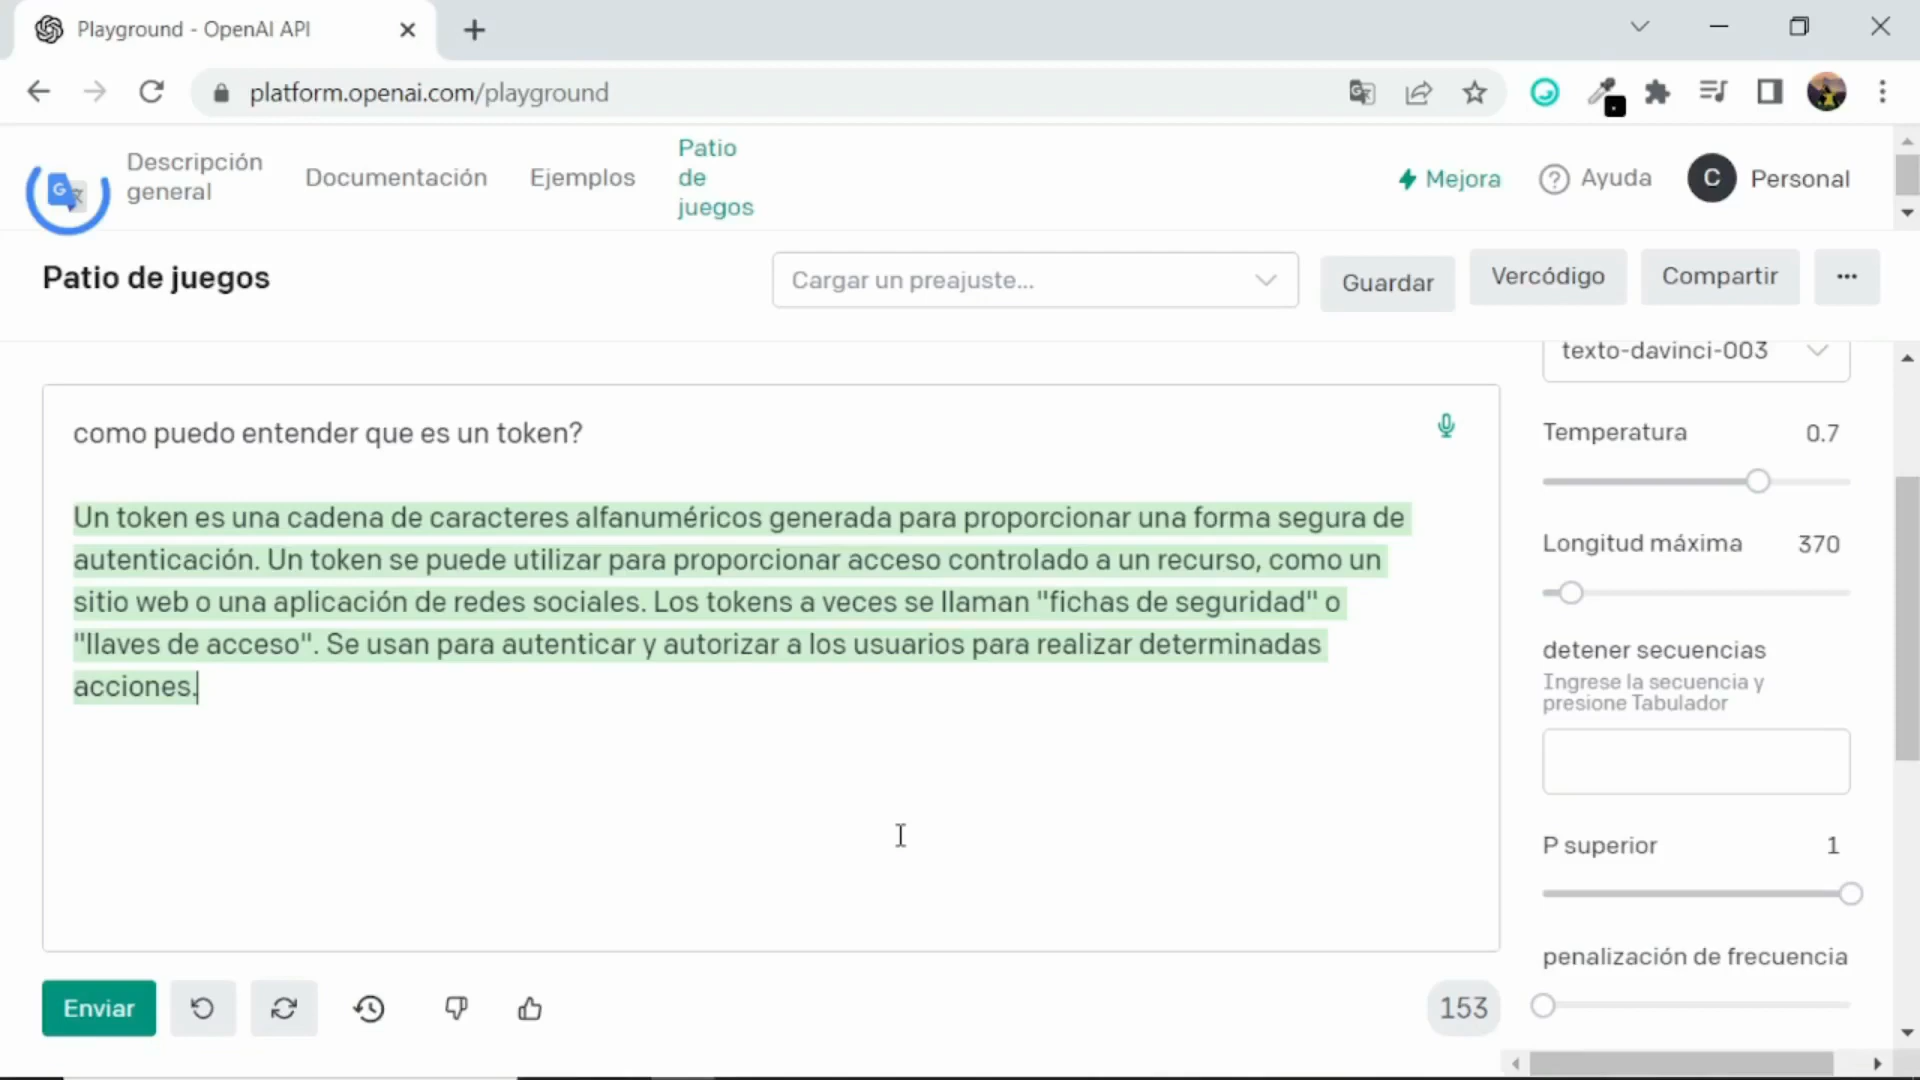 Playground - OpenAI API
platform.openai.com/playground
Descripción general
Documentación
Ejemplos
Patio de juegos
Mejora
Ayuda
C
Personal
Patio de juegos
Cargar un preajuste...
Guardar
Vercódigo
Compartir
...
texto-davinci-003
como puedo entender que es un token?
Temperatura 0.7
Un token es una cadena de caracteres alfanuméricos generada para proporcionar una forma segura de
autenticación. Un token se puede utilizar para proporcionar acceso controlado a un recurso, como un
sitio web o una aplicación de redes sociales. Los tokens a veces se llaman "fichas de seguridad" o
"llaves de acceso". Se usan para autenticar y autorizar a los usuarios para realizar determinadas
acciones.
Longitud máxima 370
detener secuencias
Ingrese la secuencia y
presione Tabulador
P superior 1
penalización de frecuencia
Enviar
153